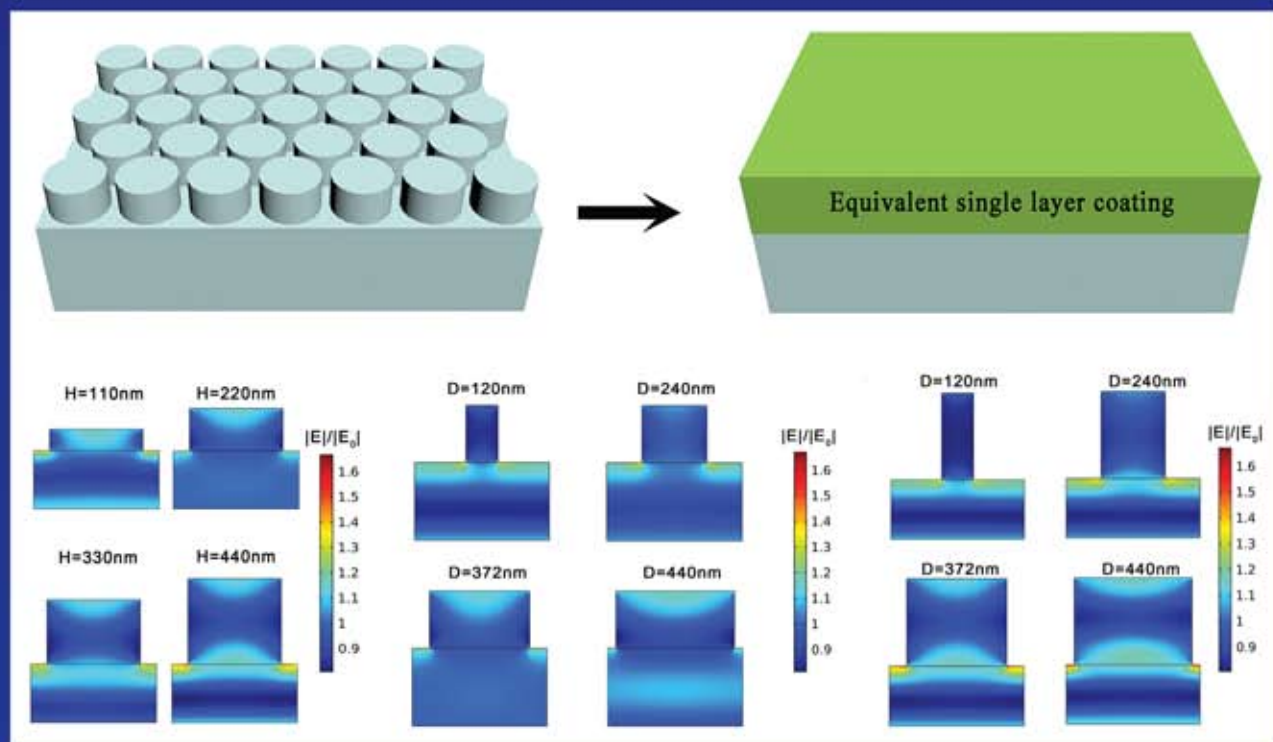 Equivalent single layer coating
H=110nm
H=220nm
|E|/|E₀|
1.6
1.5
1.4
1.3
1.2
1.1
1
0.9
H=330nm
H=440nm
D=120nm
D=240nm
|E|/|E₀|
1.6
1.5
1.4
1.3
1.2
1.1
1
0.9
D=372nm
D=440nm
D=120nm
D=240nm
|E|/|E₀|
1.6
1.5
1.4
1.3
1.2
1.1
1
0.9
D=372nm
D=440nm